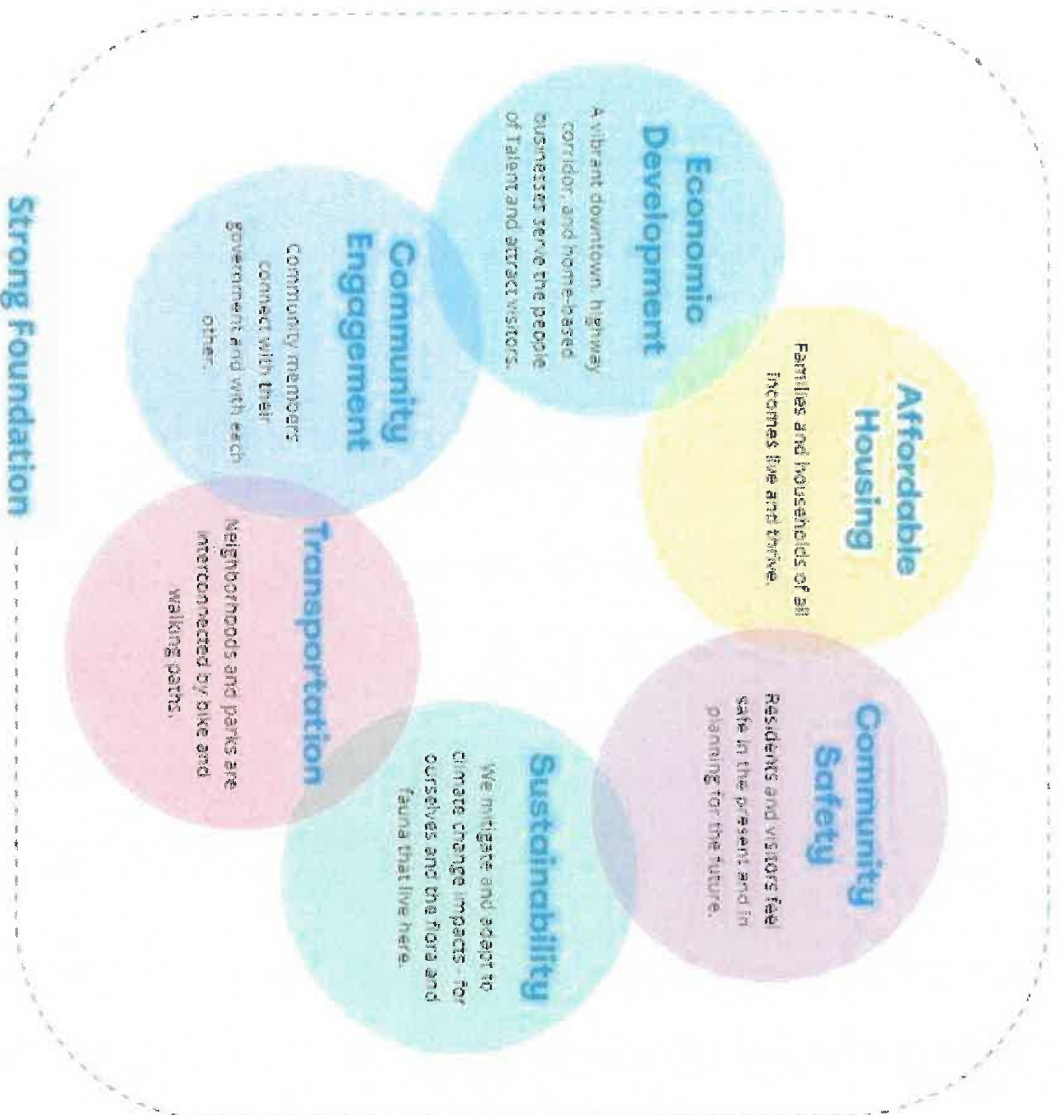 Affordable
Housing
Families and households of all
incomes live and thrive.
Community
Safety
Residents and visitors feel
safe in the present and in
planning for the future.
Sustainability
We mitigate and adapt to
climate change impacts - for
ourselves and the flora and
fauna that live here.
Transportation
Neighborhoods and parks are
interconnected by bike and
walking paths.
Community
Engagement
Community members
connect with their
government and with each
other.
Economic
Development
A vibrant downtown, highway
corridor, and home-based
businesses serve the people
of Talent and attract visitors.
Strong Foundation